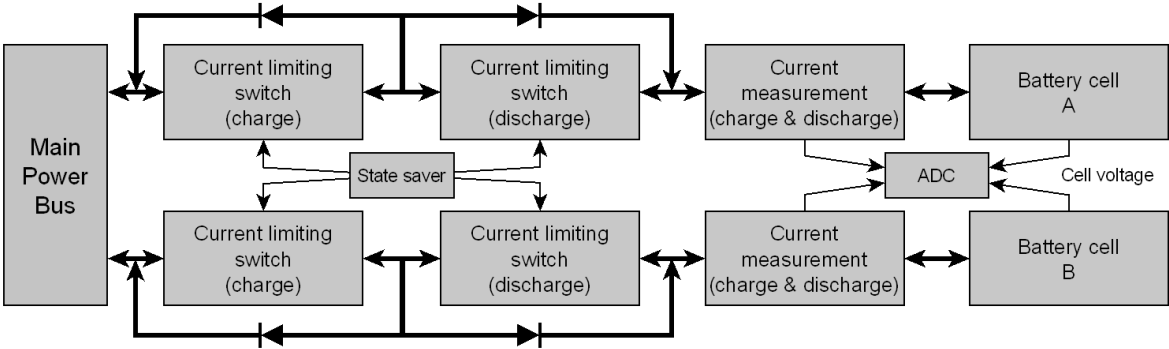 Main
Power
Bus
Current limiting
switch
(charge)
Current limiting
switch
(discharge)
Current
measurement
(charge & discharge)
Battery cell
A
State saver
ADC
Cell voltage
Current limiting
switch
(charge)
Current limiting
switch
(discharge)
Current
measurement
(charge & discharge)
Battery cell
B